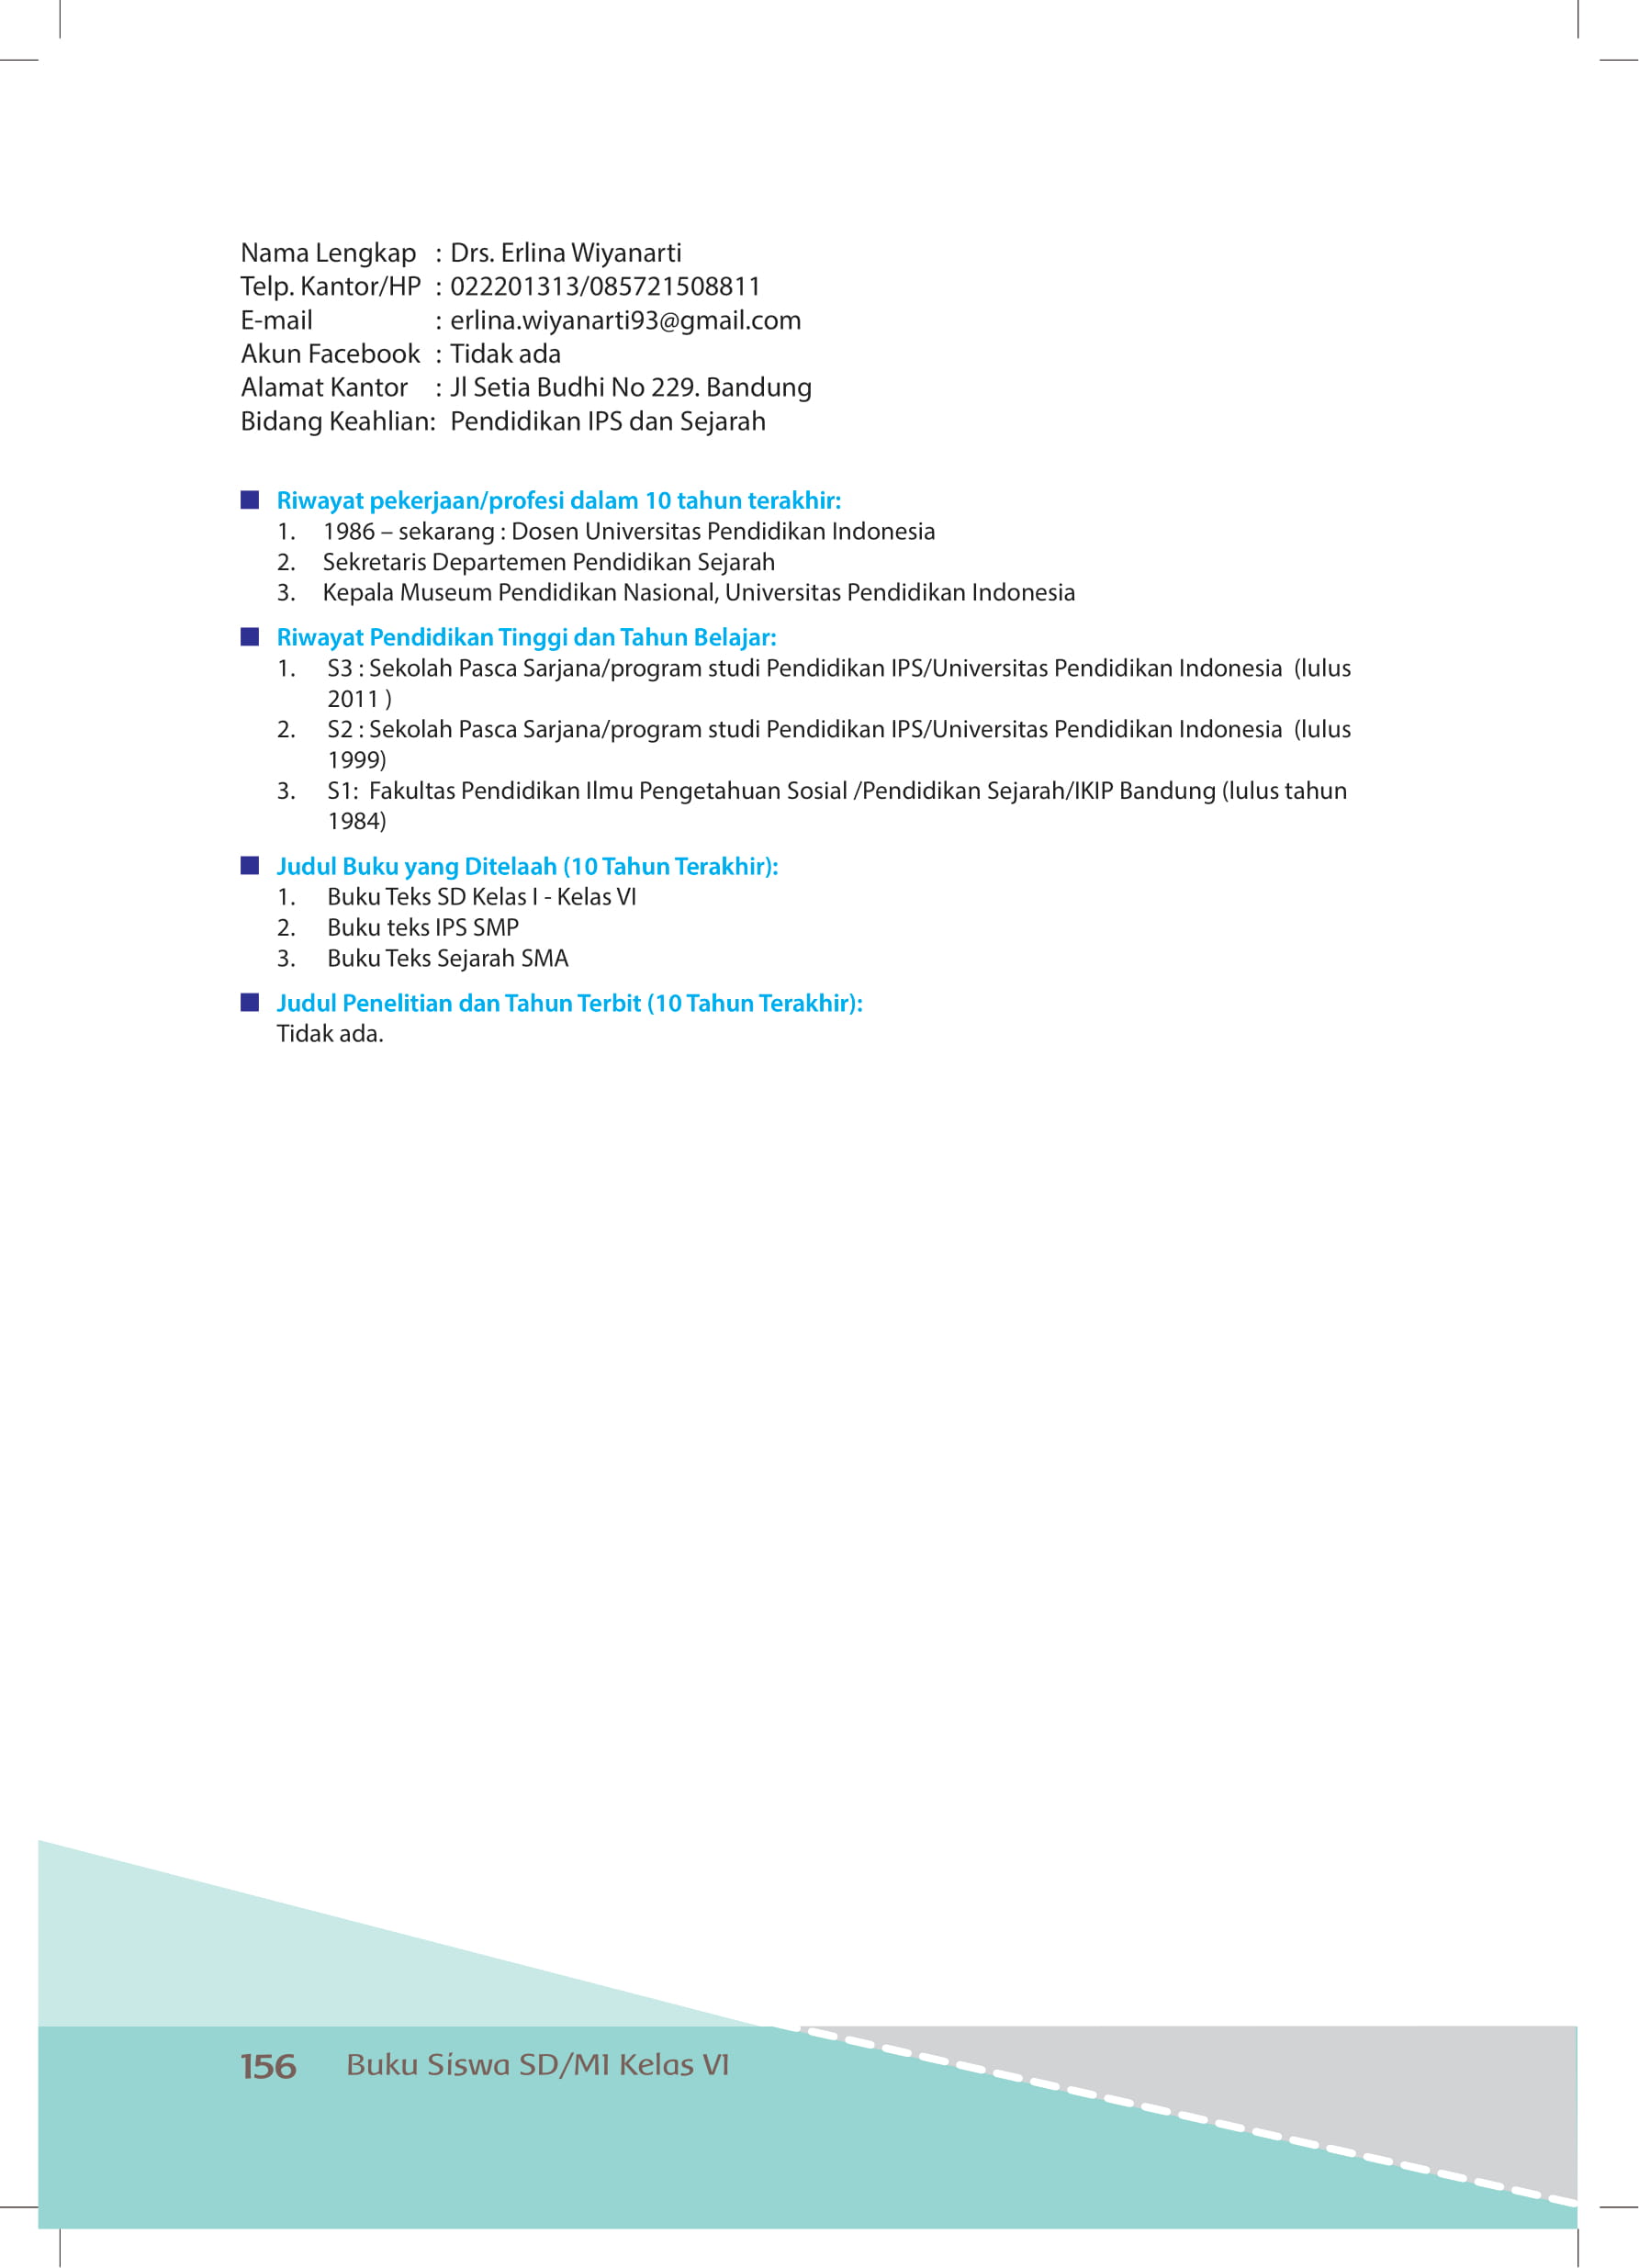 Nama Lengkap : Drs. Erlina Wiyanarti
Telp. Kantor/HP : 022201313/085721508811
E-mail : erlina.wiyanarti93@gmail.com
Akun Facebook : Tidak ada
Alamat Kantor : Jl Setia Budhi No 229. Bandung
Bidang Keahlian: Pendidikan IPS dan Sejarah
Riwayat pekerjaan/profesi dalam 10 tahun terakhir:
1. 1986 – sekarang : Dosen Universitas Pendidikan Indonesia
2. Sekretaris Departemen Pendidikan Sejarah
3. Kepala Museum Pendidikan Nasional, Universitas Pendidikan Indonesia
Riwayat Pendidikan Tinggi dan Tahun Belajar:
1. S3 : Sekolah Pasca Sarjana/program studi Pendidikan IPS/Universitas Pendidikan Indonesia (lulus
2011 )
2. S2 : Sekolah Pasca Sarjana/program studi Pendidikan IPS/Universitas Pendidikan Indonesia (lulus
1999)
3. S1: Fakultas Pendidikan Ilmu Pengetahuan Sosial /Pendidikan Sejarah/IKIP Bandung (lulus tahun
1984)
Judul Buku yang Ditelaah (10 Tahun Terakhir):
1. Buku Teks SD Kelas I - Kelas VI
2. Buku teks IPS SMP
3. Buku Teks Sejarah SMA
Judul Penelitian dan Tahun Terbit (10 Tahun Terakhir):
Tidak ada.
156 Buku Siswa SD/MI Kelas VI